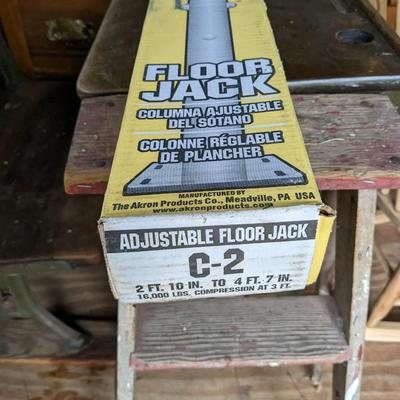 FLOOR
JACK
COLUMNA AJUSTABLE
DEL SOTANO
COLONNE RÉGLABLE
DE PLANCHER
MANUFACTURED BY
The Akron Products Co., Meadville, PA USA
www.akronproducts.com
ADJUSTABLE FLOOR JACK
C-2
2 FT. 10 IN. TO 4 FT. 7 IN.
16,000 LBS. COMPRESSION AT 3 FT.